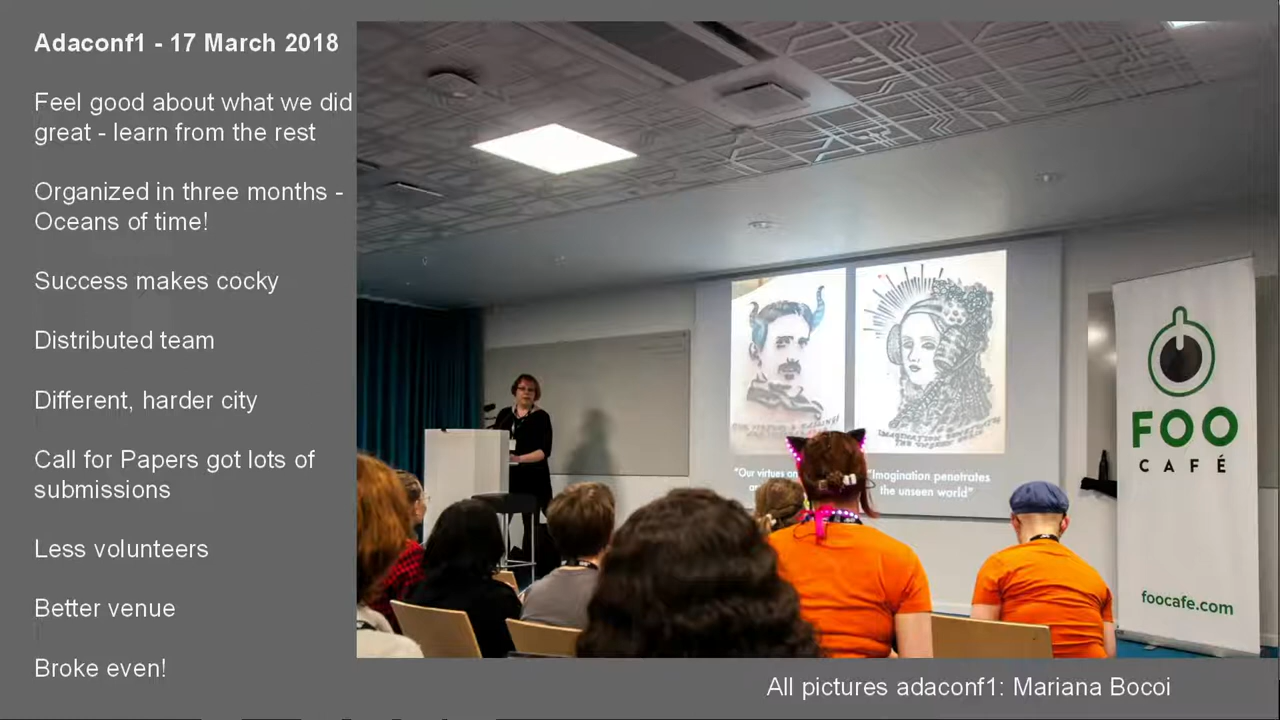 Adaconf1 - 17 March 2018
Feel good about what we did
great - learn from the rest
Organized in three months -
Oceans of time!
Success makes cocky
Distributed team
Different, harder city
Call for Papers got lots of
submissions
Less volunteers
Better venue
Broke even!
"Our virtues an
"Imagination penetrates
the unseen world"
FOO
CAFÉ
foocafe.com
All pictures adaconf1: Mariana Bocoi